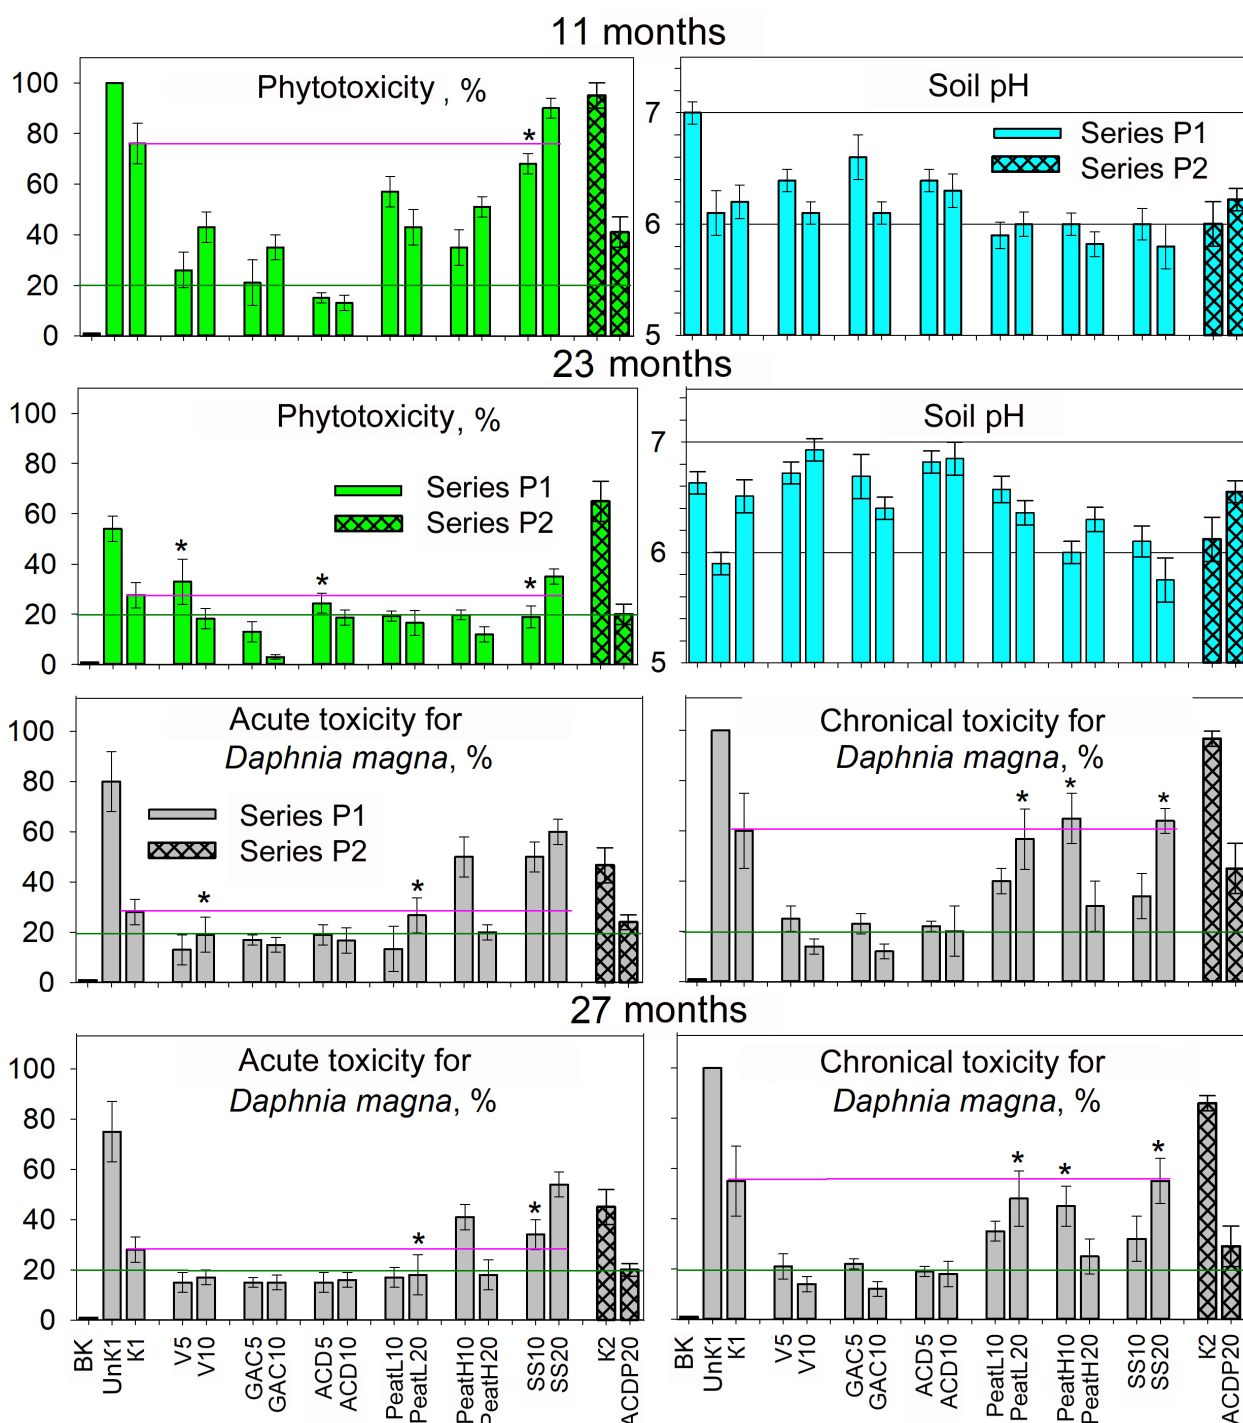 11 months
Phytotoxicity, %
100
80
60
40
20
0
*
Soil pH
Series P1
Series P2
7
6
5
23 months
Phytotoxicity, %
Series P1
Series P2
100
80
60
40
20
0
* * *
Soil pH
7
6
5
Acute toxicity for
Daphnia magna, %
Series P1
Series P2
100
80
60
40
20
0
* *
Chronical toxicity for
Daphnia magna, %
* * *
27 months
Acute toxicity for
Daphnia magna, %
100
80
60
40
20
0
* *
BK
UnK1
K1
V5
V10
GAC5
GAC10
ACD5
ACD10
PeatL10
PeatL20
PeatH10
PeatH20
SS10
SS20
K2
ACDP20
Chronical toxicity for
Daphnia magna, %
* * *
BK
UnK1
K1
V5
V10
GAC5
GAC10
ACD5
ACD10
PeatL10
PeatL20
PeatH10
PeatH20
SS10
SS20
K2
ACDP20